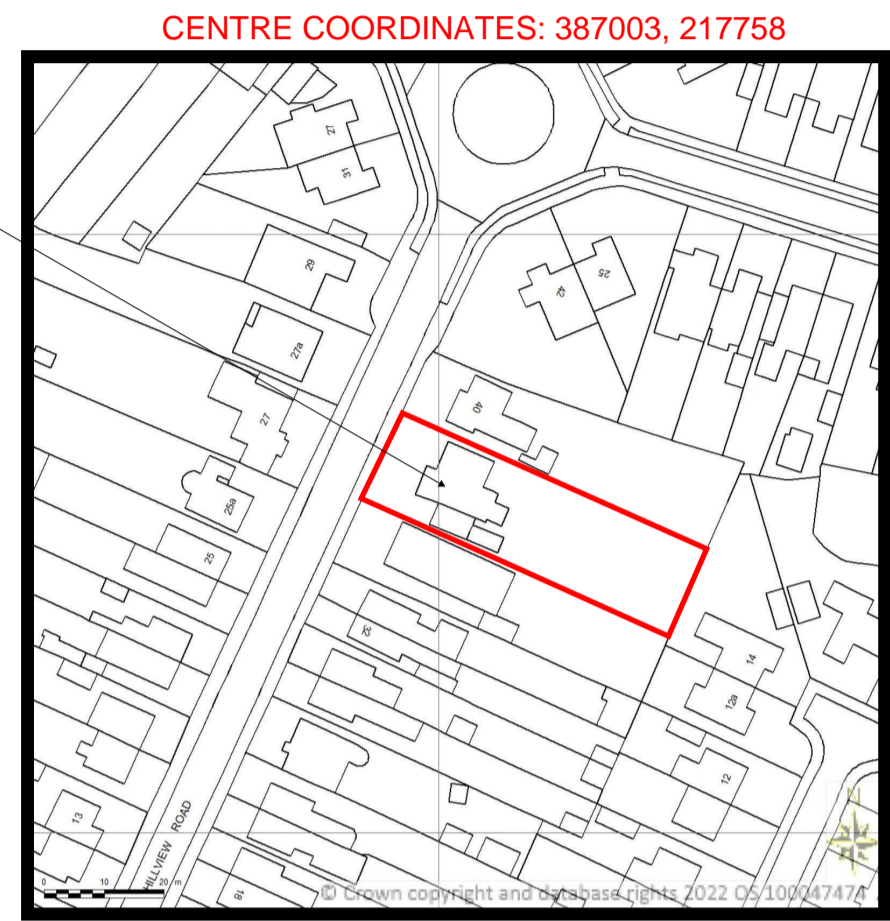 CENTRE COORDINATES: 387003, 217758
27
31
29
27a
42
25
40
27
25a
25
32
14
12a
12
13
HILLVIEW ROAD
18
N
0 10 20 m
© Crown copyright and database rights 2022 OS 100047474